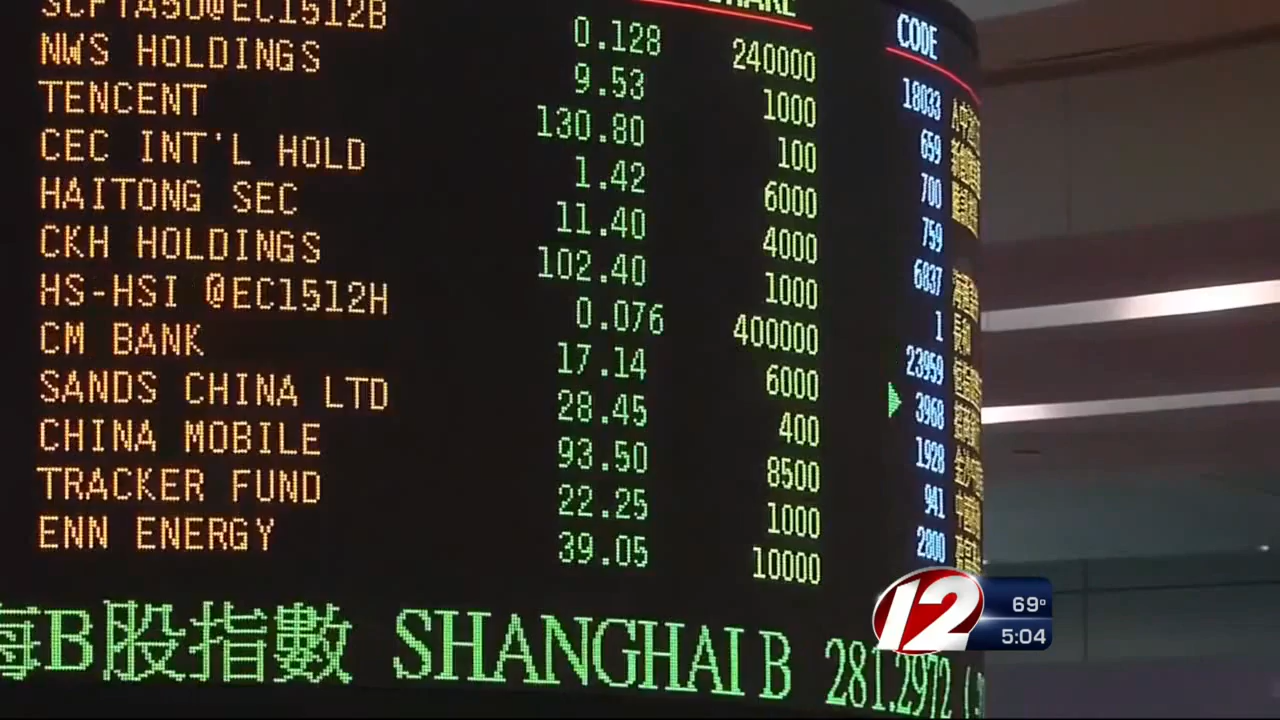 CODE
SCFTA50@EC1512B 0.128 240000 18033
NWS HOLDINGS 9.53 1000 659
TENCENT 130.80 100 700
CEC INT'L HOLD 1.42 6000 759
HAITONG SEC 11.40 4000 6837
CKH HOLDINGS 102.40 1000 1
HS-HSI @EC1512H 0.076 400000 23959
CM BANK 17.14 6000 3968
SANDS CHINA LTD 28.45 400 1928
CHINA MOBILE 93.50 8500 941
TRACKER FUND 22.25 1000 2800
ENN ENERGY 39.05 10000
海B股指數 SHANGHAI B 281.2972
12 69°
5:04